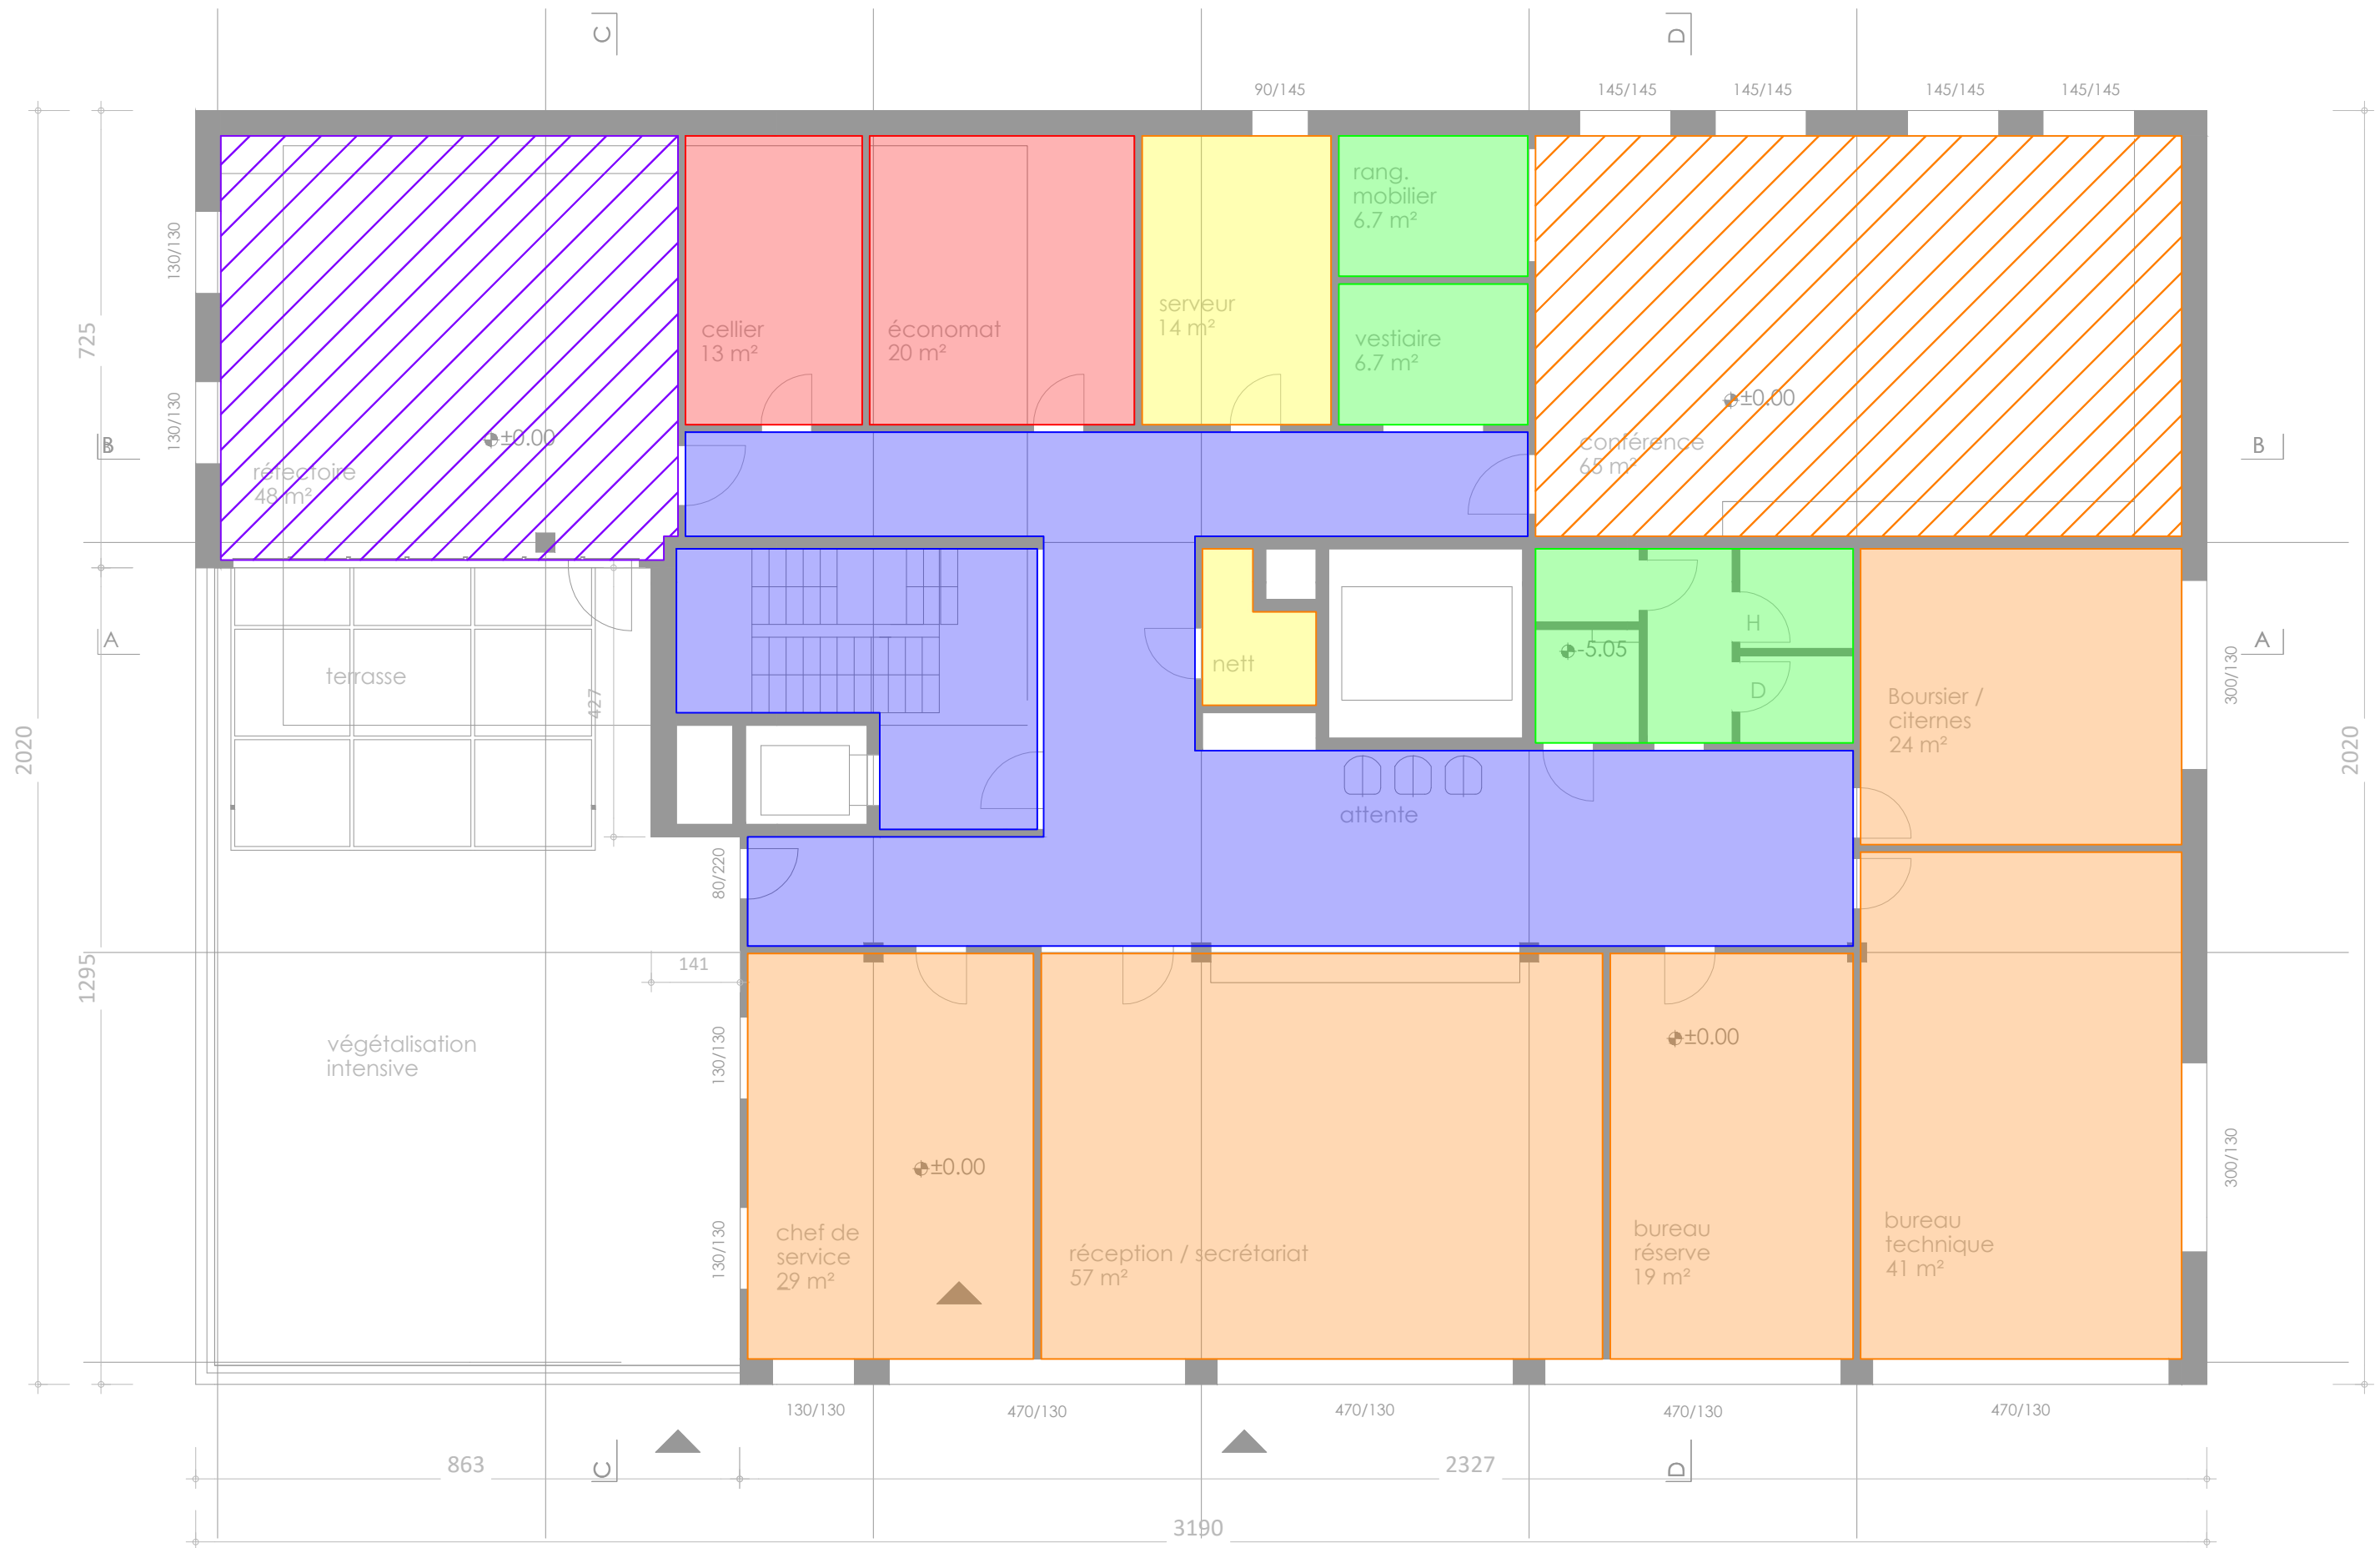 C
D
90/145
145/145
145/145
145/145
145/145
rang.
mobilier
6.7 m²
130/130
725
cellier
13 m²
économat
20 m²
serveur
14 m²
vestiaire
6.7 m²
±0.00
conférence
65 m²
130/130
±0.00
réfectoire
48 m²
B
B
A
A
terrasse
427
nett
-5.05
H
D
Boursier /
citernes
24 m²
300/130
2020
2020
attente
80/220
141
1295
végétalisation
intensive
130/130
±0.00
±0.00
chef de
service
29 m²
130/130
réception / secrétariat
57 m²
bureau
réserve
19 m²
bureau
technique
41 m²
300/130
130/130
470/130
470/130
470/130
470/130
863
C
2327
D
3190